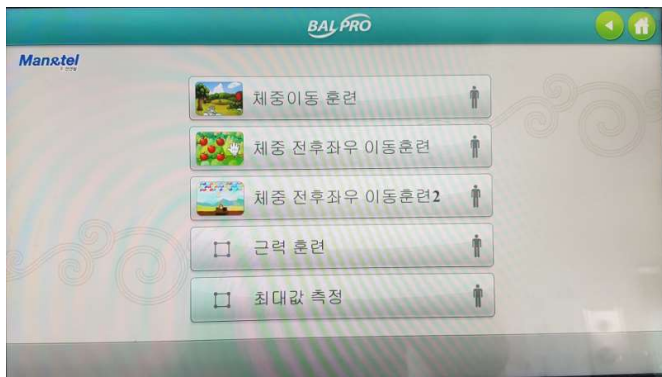 BALPRO
Man&tel
체중이동 훈련
체중 전후좌우 이동훈련
체중 전후좌우 이동훈련2
근력 훈련
최대값 측정